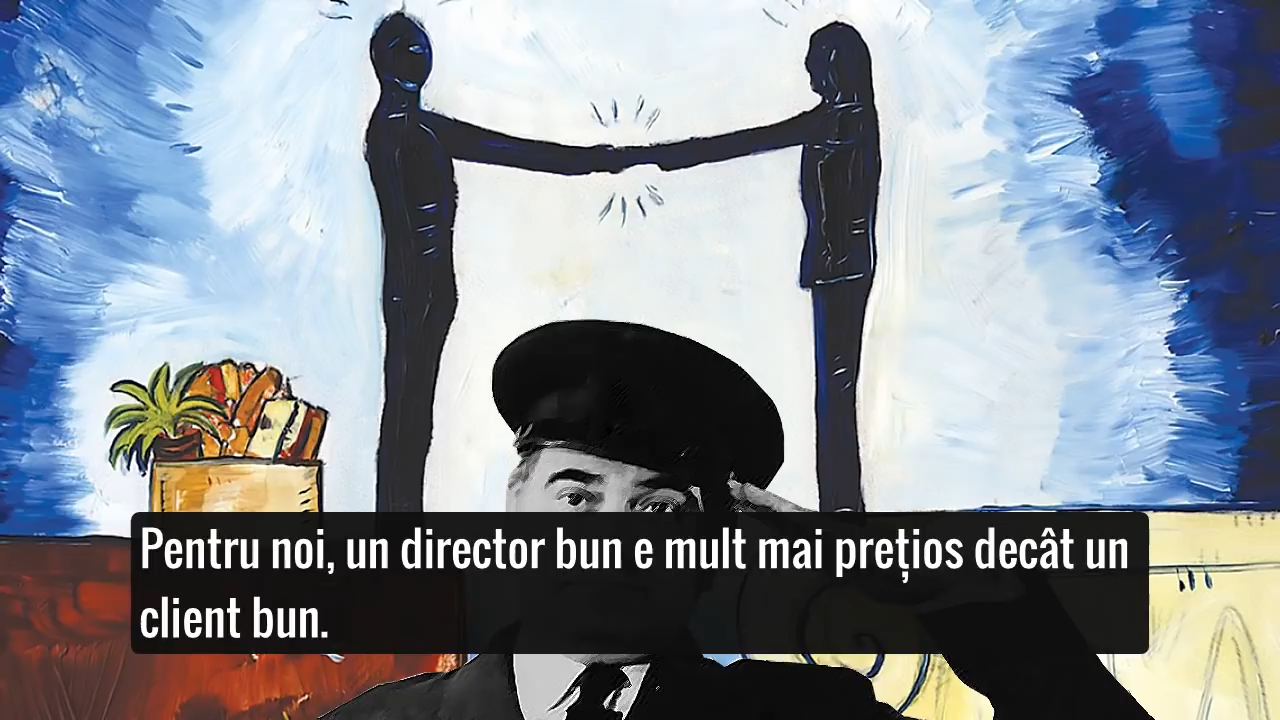 Pentru noi, un director bun e mult mai prețios decât un
client bun.